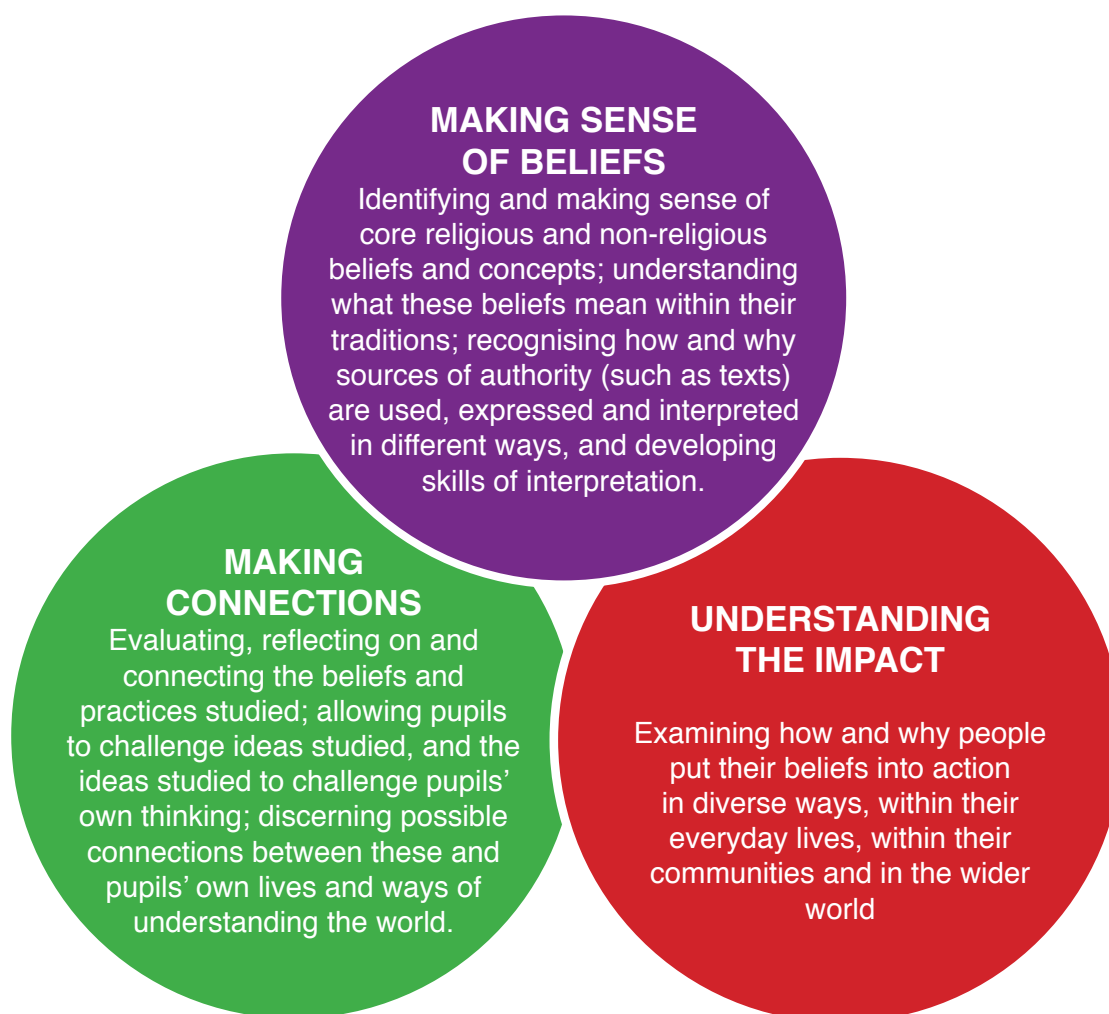 MAKING SENSE
OF BELIEFS
Identifying and making sense of
core religious and non-religious
beliefs and concepts; understanding
what these beliefs mean within their
traditions; recognising how and why
sources of authority (such as texts)
are used, expressed and interpreted
in different ways, and developing
skills of interpretation.
MAKING
CONNECTIONS
Evaluating, reflecting on and
connecting the beliefs and
practices studied; allowing pupils
to challenge ideas studied, and the
ideas studied to challenge pupils’
own thinking; discerning possible
connections between these and
pupils’ own lives and ways of
understanding the world.
UNDERSTANDING
THE IMPACT
Examining how and why people
put their beliefs into action
in diverse ways, within their
everyday lives, within their
communities and in the wider
world